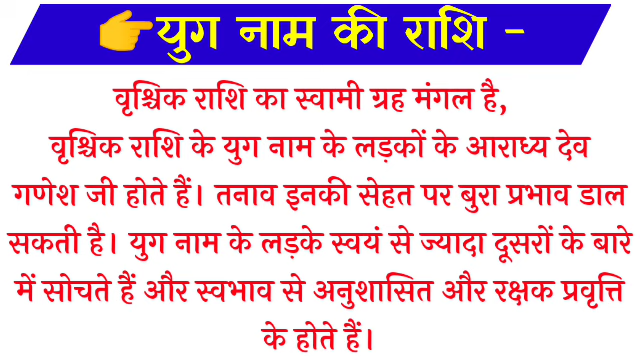 👉युग नाम की राशि -
वृश्चिक राशि का स्वामी ग्रह मंगल है,
वृश्चिक राशि के युग नाम के लड़कों के आराध्य देव
गणेश जी होते हैं। तनाव इनकी सेहत पर बुरा प्रभाव डाल
सकती है। युग नाम के लड़के स्वयं से ज्यादा दूसरों के बारे
में सोचते हैं और स्वभाव से अनुशासित और रक्षक प्रवृत्ति
के होते हैं।